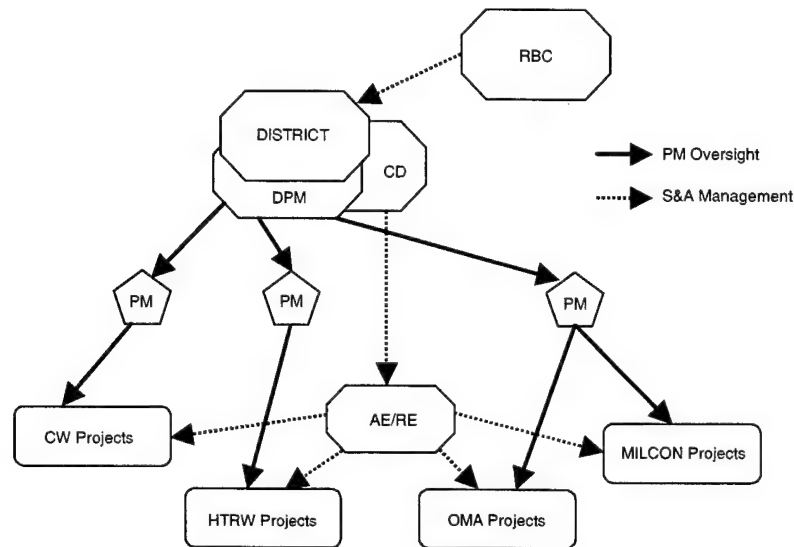 RBC
DISTRICT
CD
DPM
PM Oversight
S&A Management
PM
PM
PM
CW Projects
AE/RE
MILCON Projects
HTRW Projects
OMA Projects